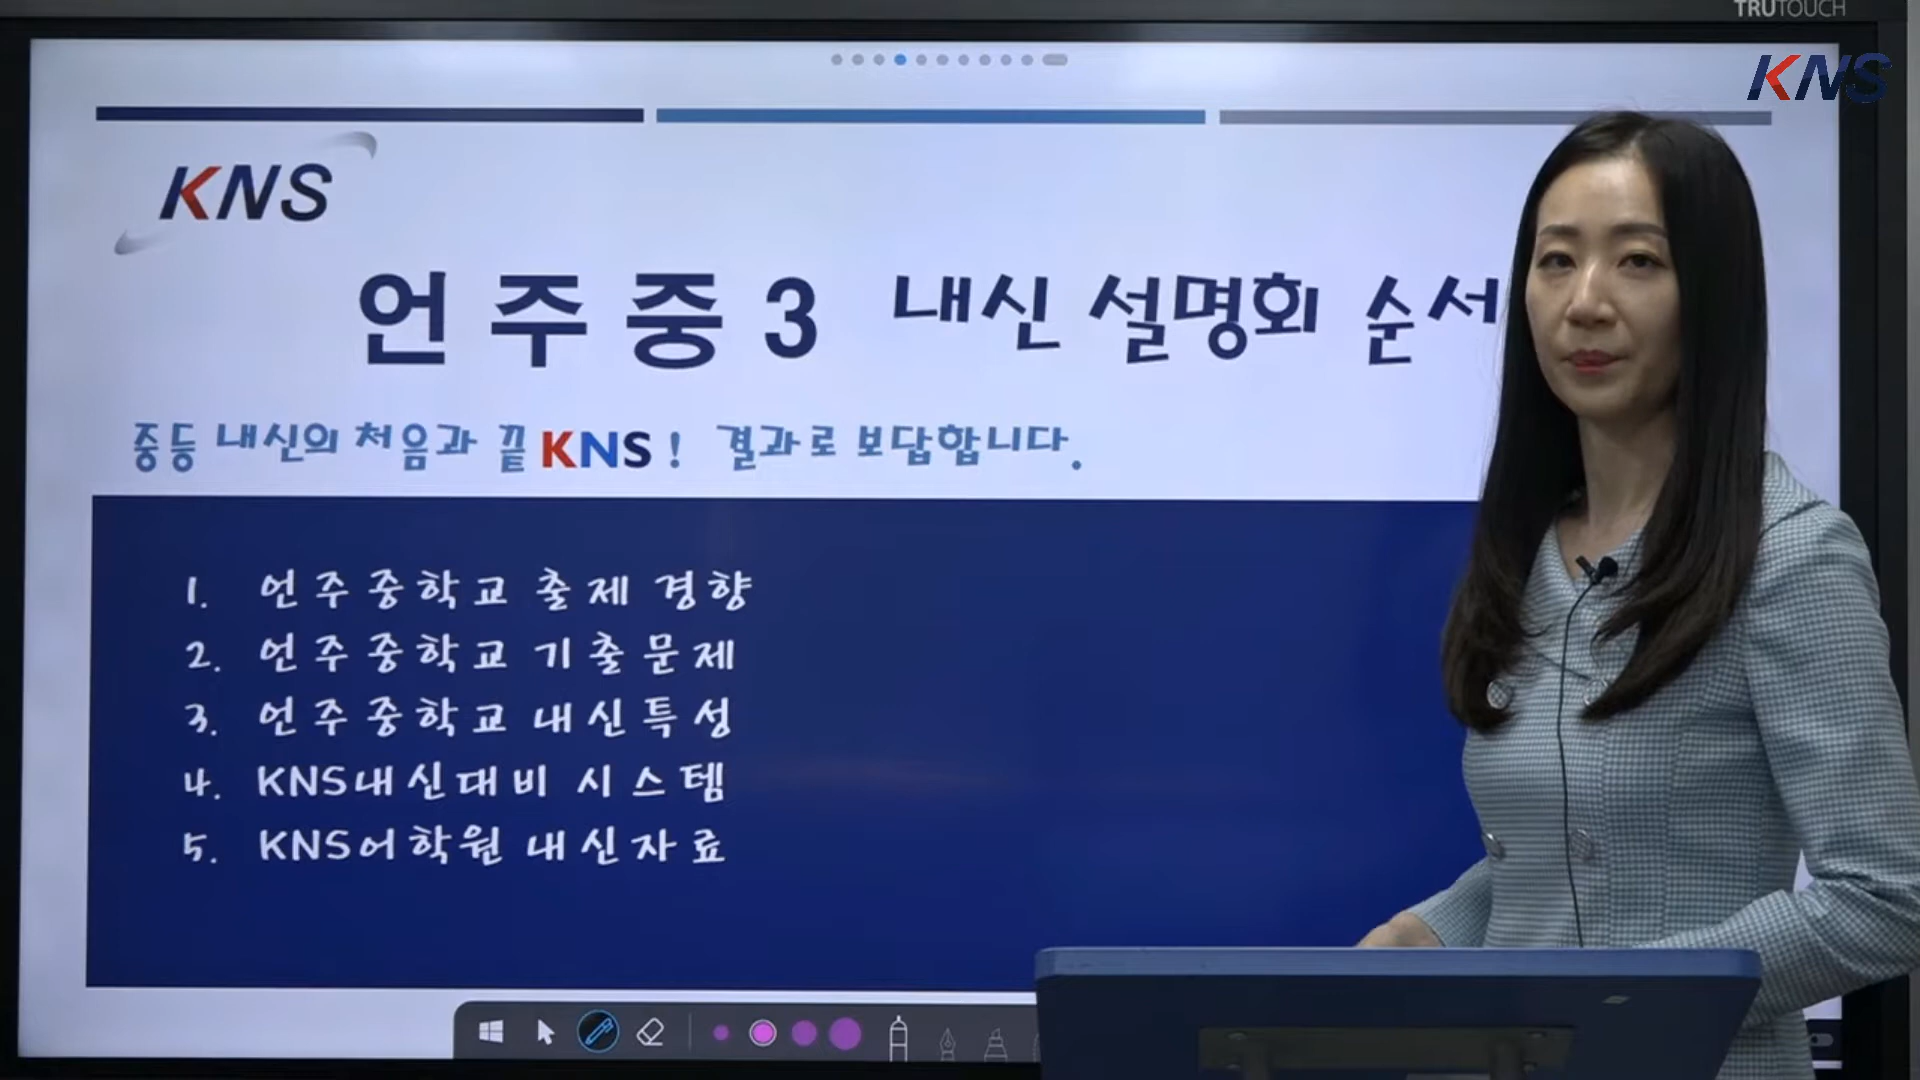 TRUTOUCH
KNS
KNS
언주중3 내신 설명회 순서
중등 내신의 처음과 끝 KNS! 결과로 보답합니다.
1. 언주중학교 출제 경향
2. 언주중학교 기출문제
3. 언주중학교 내신특성
4. KNS내신대비 시스템
5. KNS어학원 내신자료